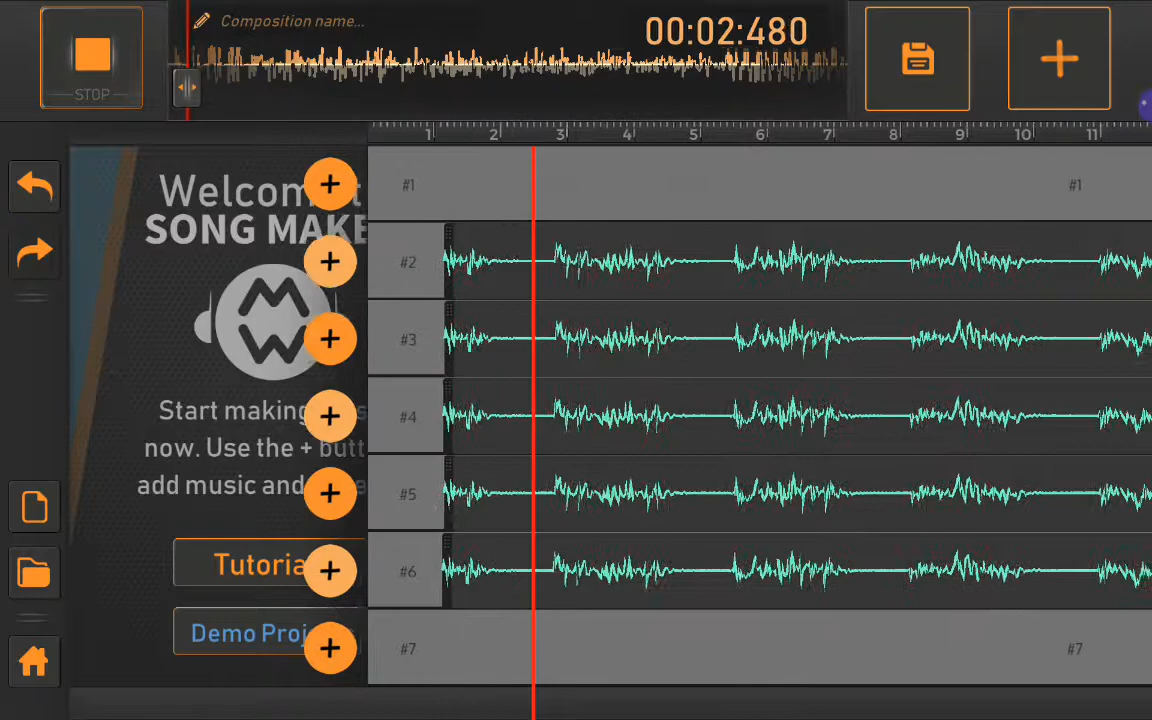 Composition name...
00:02:480
STOP
1 2 3 4 5 6 7 8 9 10 11
Welcom t
SONG MAKE
Start making s
now. Use the + butt
add music and
Tutoria
Demo Proj
#1 #1
#2
#3
#4
#5
#6
#7 #7